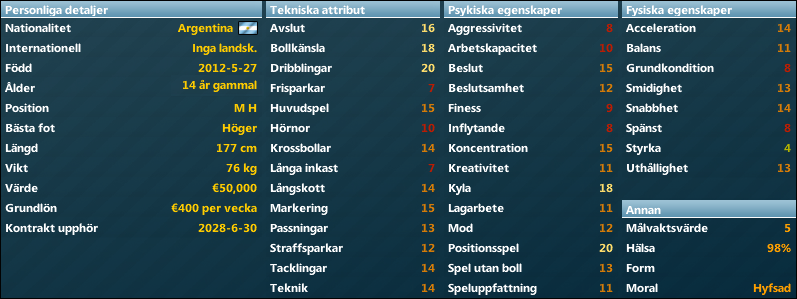 Personliga detaljer
Nationalitet Argentina
Internationell Inga landsk.
Född 2012-5-27
Ålder 14 år gammal
Position M H
Bästa fot Höger
Längd 177 cm
Vikt 76 kg
Värde €50,000
Grundlön €400 per vecka
Kontrakt upphör 2028-6-30
Tekniska attribut
Avslut 16
Bollkänsla 18
Dribblingar 20
Frisparkar 7
Huvudspel 15
Hörnor 10
Krossbollar 14
Långa inkast 7
Långskott 14
Markering 15
Passningar 13
Straffsparkar 12
Tacklingar 14
Teknik 14
Psykiska egenskaper
Aggressivitet 8
Arbetskapacitet 10
Beslut 15
Beslutsamhet 12
Finess 9
Inflytande 8
Koncentration 15
Kreativitet 11
Kyla 18
Lagarbete 11
Mod 12
Positionsspel 20
Spel utan boll 13
Speluppfattning 11
Fysiska egenskaper
Acceleration 14
Balans 11
Grundkondition 8
Smidighet 13
Snabbhet 14
Spänst 8
Styrka 4
Uthållighet 13
Annan
Målvaktsvärde 5
Hälsa 98%
Form
Moral Hyfsad